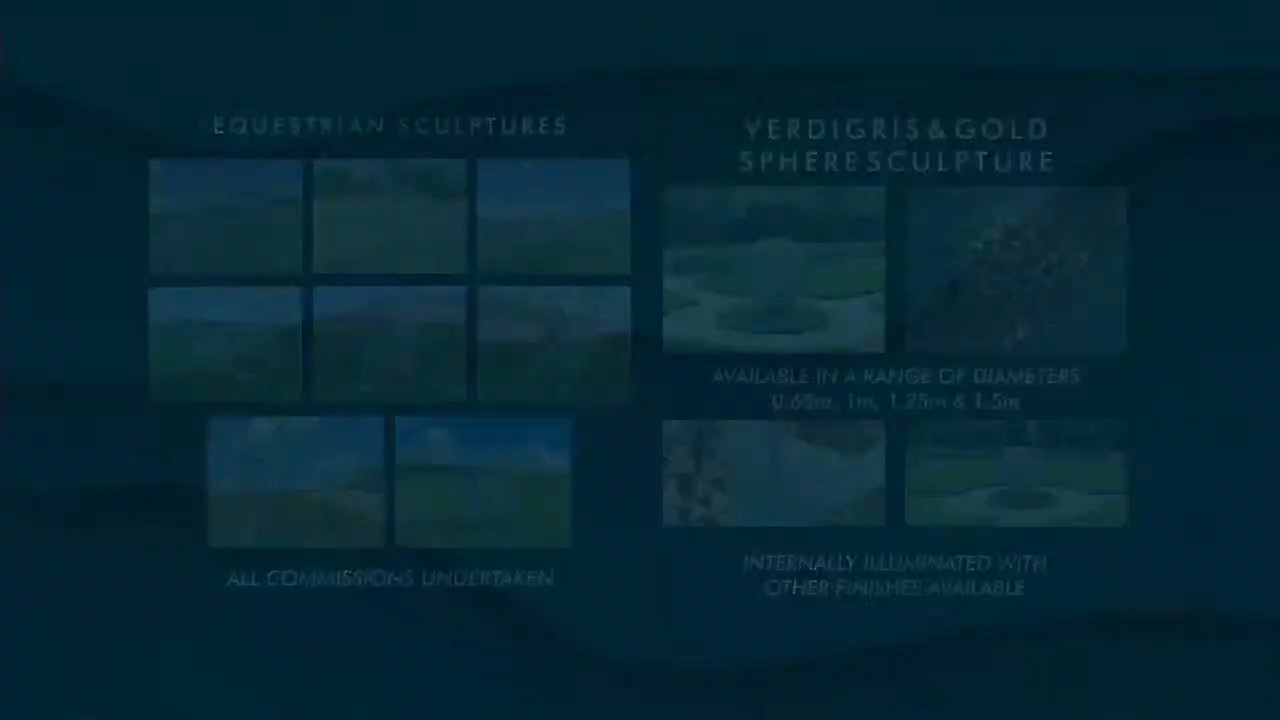 EQUESTRIAN SCULPTURES
ALL COMMISSIONS UNDERTAKEN
VERDIGRIS & GOLD
SPHERE SCULPTURE
AVAILABLE IN A RANGE OF DIAMETERS
0.65m, 1m, 1.25m & 1.5m
INTERNALLY ILLUMINATED WITH
OTHER FINISHES AVAILABLE